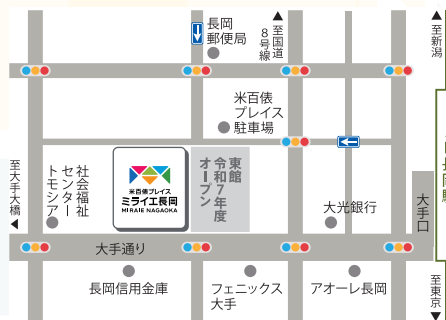 長岡
郵便局
至国道
8号線
至新潟
米百俵
プレイス
駐車場
至大手大橋
社会福祉
センター
トモシア
米百俵プレイス
ミライエ長岡
MIRAIE NAGAOKA
東館
令和7年度
オープン
大光銀行
大手口
大手通り
長岡信用金庫
フェニックス
大手
アオーレ長岡
至東京